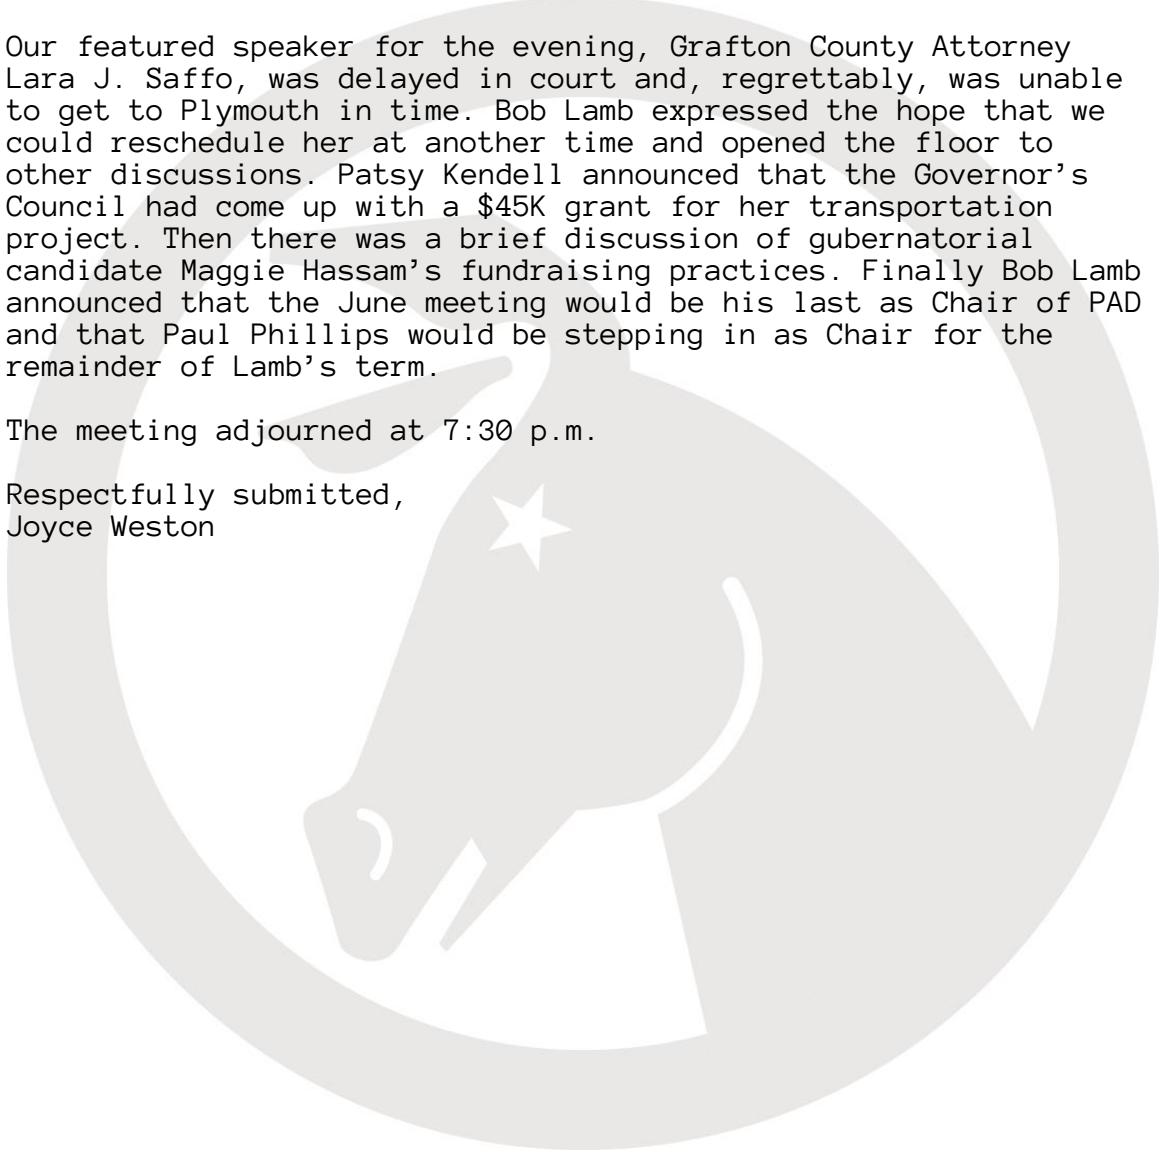 Our featured speaker for the evening, Grafton County Attorney
Lara J. Saffo, was delayed in court and, regrettably, was unable
to get to Plymouth in time. Bob Lamb expressed the hope that we
could reschedule her at another time and opened the floor to
other discussions. Patsy Kendell announced that the Governor’s
Council had come up with a $45K grant for her transportation
project. Then there was a brief discussion of gubernatorial
candidate Maggie Hassam’s fundraising practices. Finally Bob Lamb
announced that the June meeting would be his last as Chair of PAD
and that Paul Phillips would be stepping in as Chair for the
remainder of Lamb’s term.
The meeting adjourned at 7:30 p.m.
Respectfully submitted,
Joyce Weston